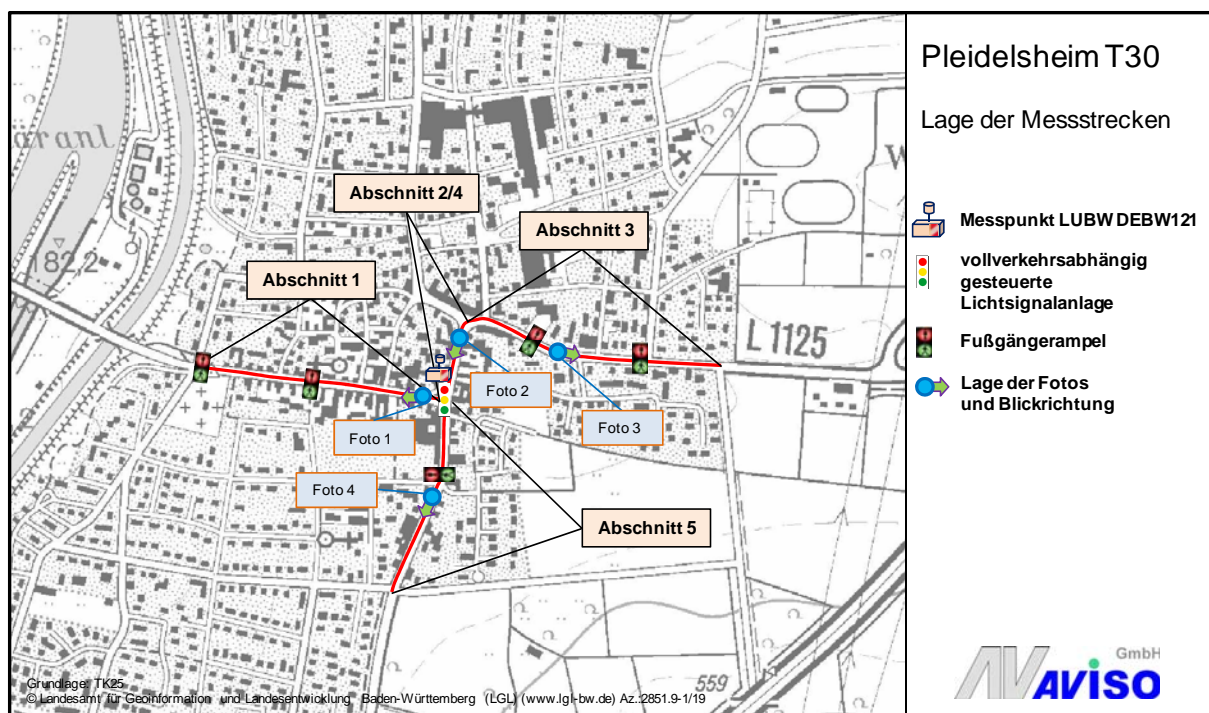 Pleidelsheim T30
Lage der Messstrecken
Messpunkt LUBW DEBW121
vollverkehrsabhängig
gesteuerte
Lichtsignalanlage
Fußgängerampel
Lage der Fotos
und Blickrichtung
Abschnitt 2/4
Abschnitt 3
Abschnitt 1
182,2
L 1125
Foto 2
Foto 1
Foto 3
Foto 4
Abschnitt 5
559
Grundlage: TK25
© Landesamt für Geoinformation und Landesentwicklung Baden-Württemberg (LGL) (www.lgl-bw.de) Az.:2851.9-1/19
GmbH
AVISO